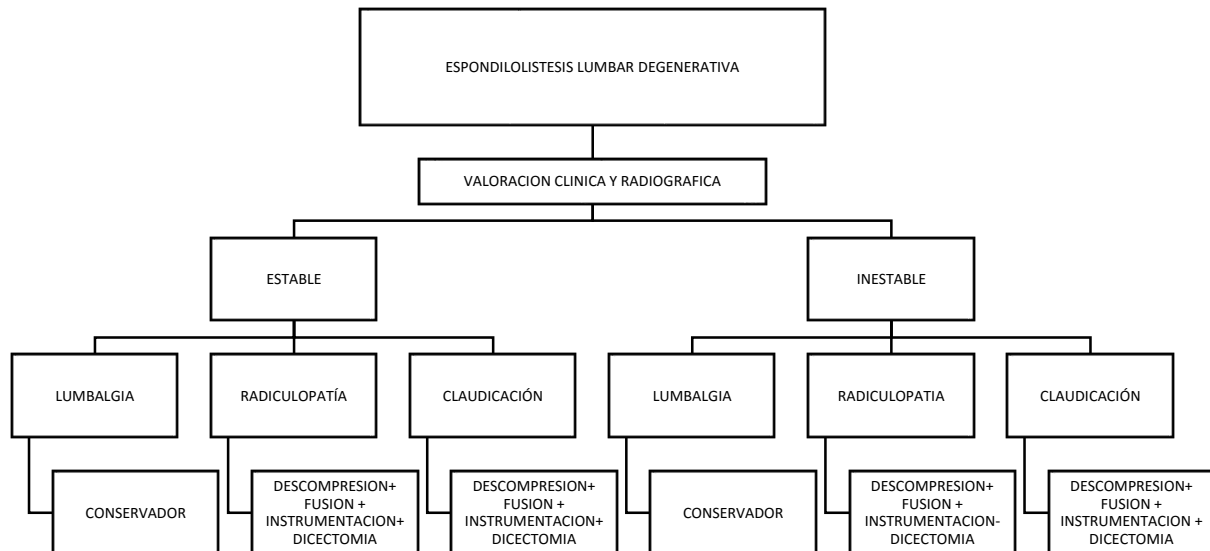 ESPONDILOLISTESIS LUMBAR DEGENERATIVA
VALORACION CLINICA Y RADIOGRAFICA
ESTABLE
INESTABLE
LUMBALGIA
RADICULOPATÍA
CLAUDICACIÓN
LUMBALGIA
RADICULOPATIA
CLAUDICACIÓN
CONSERVADOR
DESCOMPRESION+
FUSION +
INSTRUMENTACION+
DICECTOMIA
DESCOMPRESION+
FUSION +
INSTRUMENTACION+
DICECTOMIA
CONSERVADOR
DESCOMPRESION+
FUSION +
INSTRUMENTACION-
DICECTOMIA
DESCOMPRESION+
FUSION +
INSTRUMENTACION +
DICECTOMIA